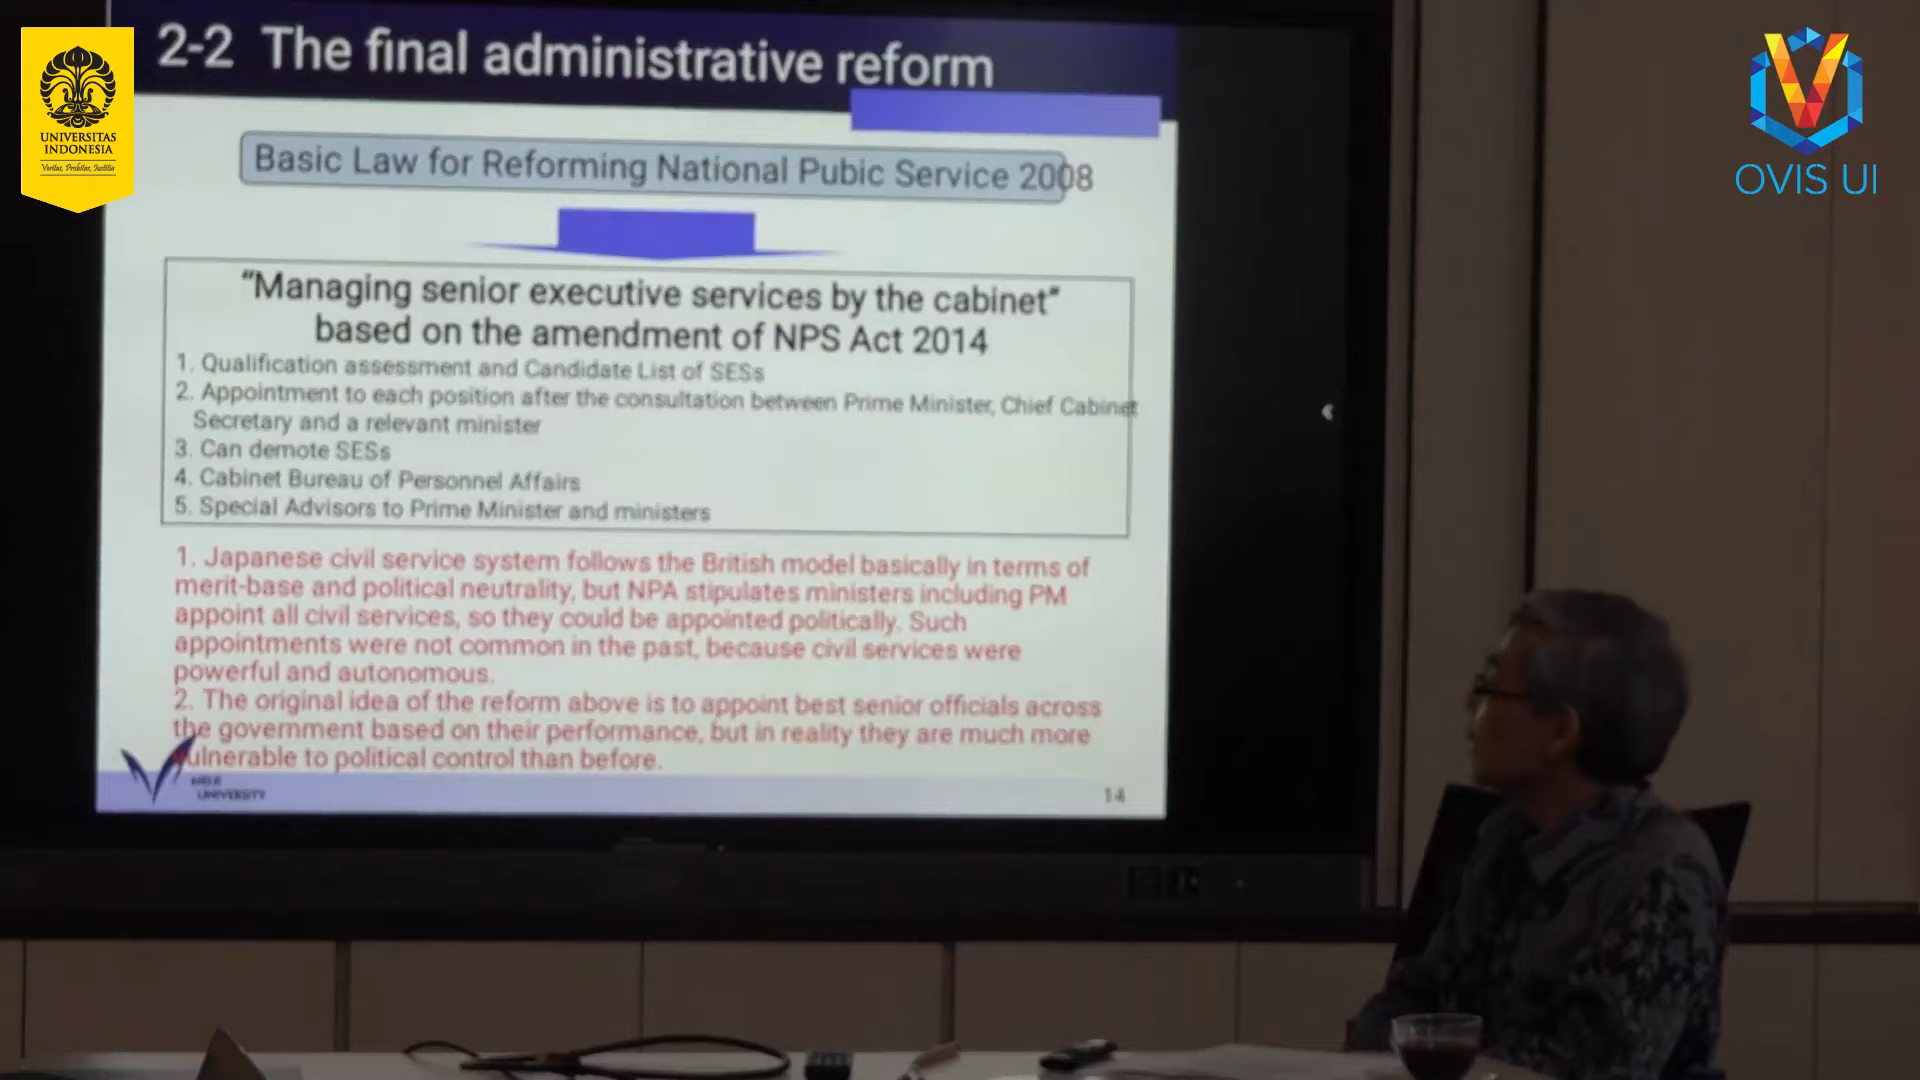 2-2 The final administrative reform
UNIVERSITAS
INDONESIA
Veritas, Probitas, Iustitia
OVIS UI
Basic Law for Reforming National Pubic Service 2008
“Managing senior executive services by the cabinet”
based on the amendment of NPS Act 2014
1. Qualification assessment and Candidate List of SESs
2. Appointment to each position after the consultation between Prime Minister, Chief Cabinet
Secretary and a relevant minister
3. Can demote SESs
4. Cabinet Bureau of Personnel Affairs
5. Special Advisors to Prime Minister and ministers
1. Japanese civil service system follows the British model basically in terms of
merit-base and political neutrality, but NPA stipulates ministers including PM
appoint all civil services, so they could be appointed politically. Such
appointments were not common in the past, because civil services were
powerful and autonomous.
2. The original idea of the reform above is to appoint best senior officials across
the government based on their performance, but in reality they are much more
vulnerable to political control than before.
MEIJI
UNIVERSITY
14